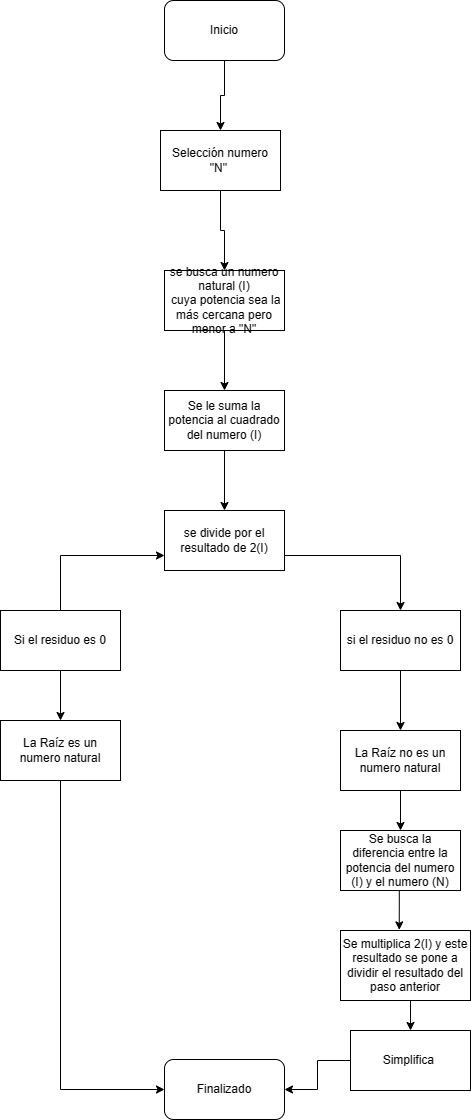 Inicio
Selección numero
"N"
se busca un numero
natural (I)
cuya potencia sea la
más cercana pero
menor a "N"
Se le suma la
potencia al cuadrado
del numero (I)
se divide por el
resultado de 2(I)
Si el residuo es 0
si el residuo no es 0
La Raíz es un
numero natural
La Raíz no es un
numero natural
Se busca la
diferencia entre la
potencia del numero
(I) y el numero (N)
Se multiplica 2(I) y este
resultado se pone a
dividir el resultado del
paso anterior
Simplifica
Finalizado